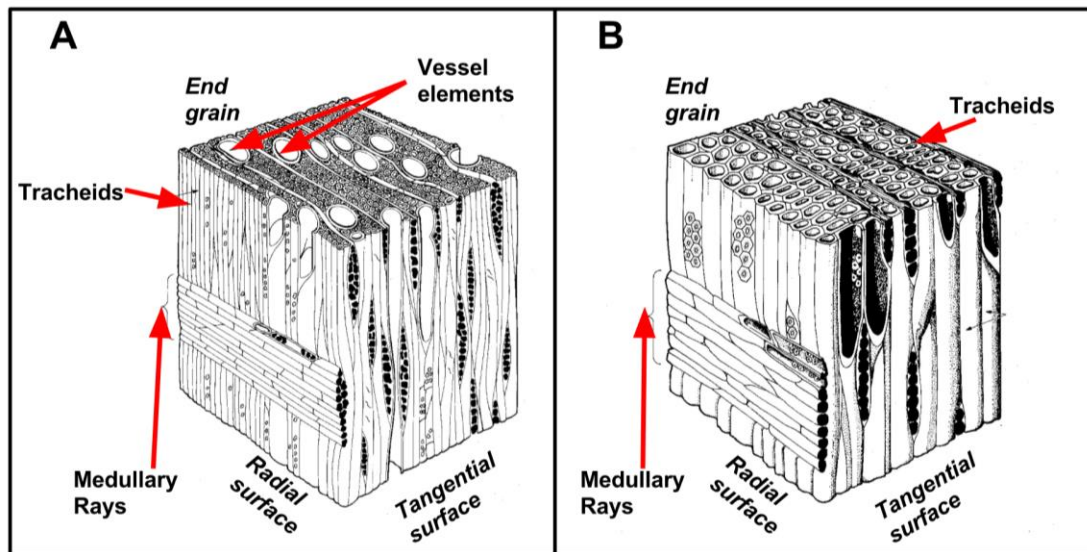 A
End
grain
Vessel
elements
Tracheids
Medullary
Rays
Radial
surface
Tangential
surface
B
End
grain
Tracheids
Medullary
Rays
Radial
surface
Tangential
surface